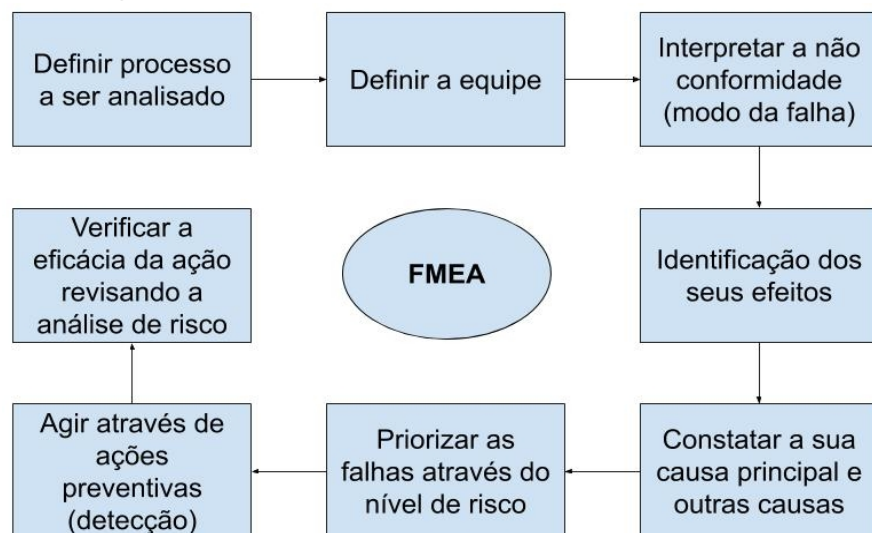 Definir processo
a ser analisado
Definir a equipe
Interpretar a não
conformidade
(modo da falha)
Verificar a
eficácia da ação
revisando a
análise de risco
FMEA
Identificação dos
seus efeitos
Agir através de
ações
preventivas
(detecção)
Priorizar as
falhas através do
nível de risco
Constatar a sua
causa principal e
outras causas